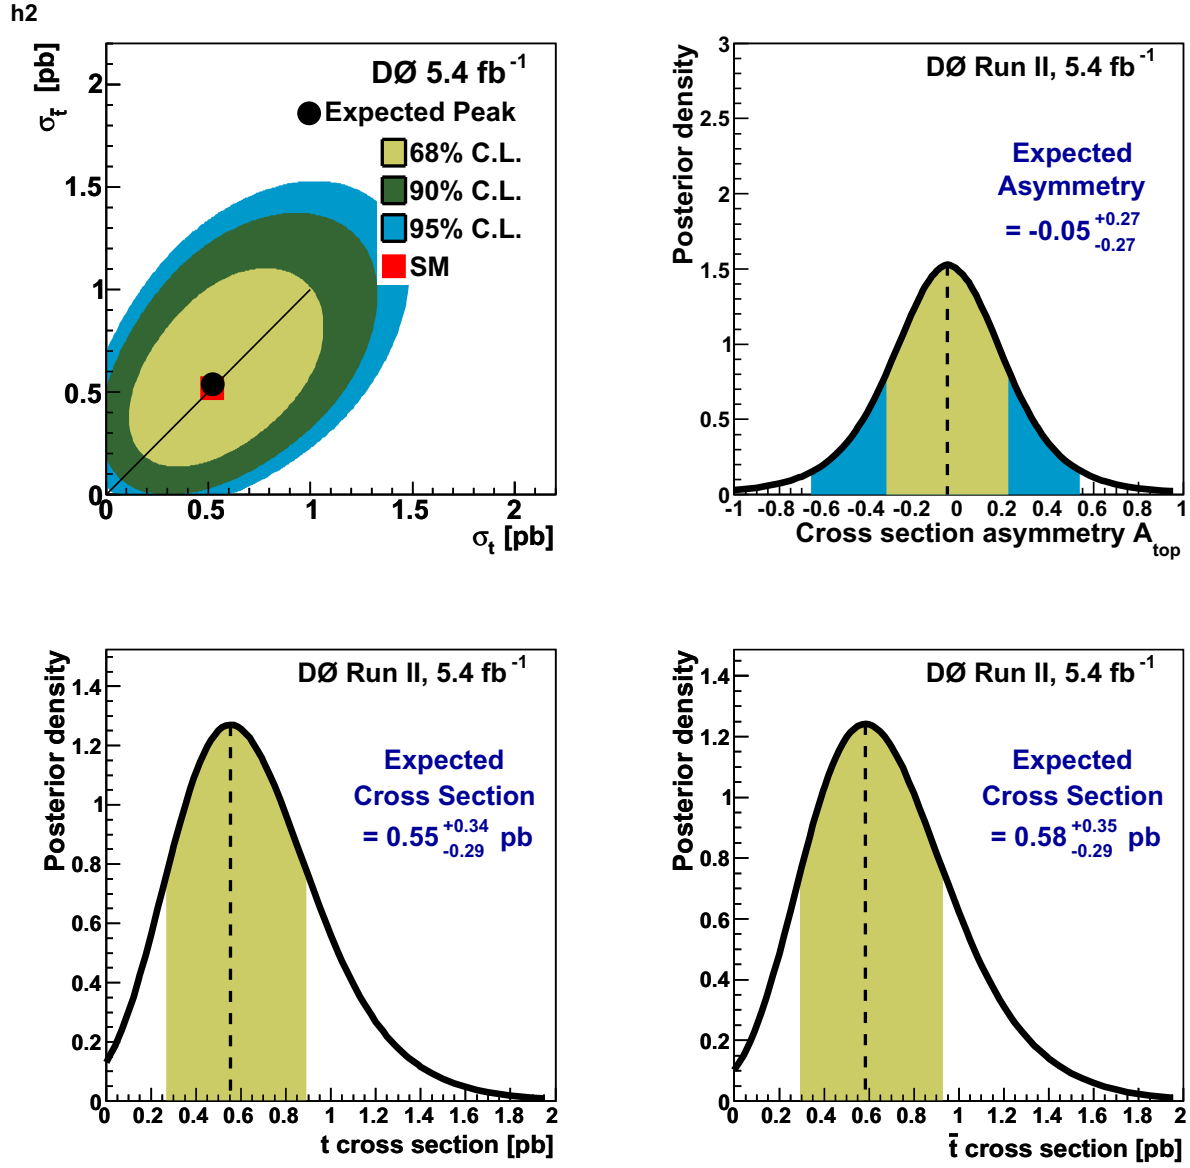 h2
σt̄ [pb]
DØ 5.4 fb-1
Expected Peak
68% C.L.
90% C.L.
95% C.L.
SM
2
1.5
1
0.5
0
0 0.5 1 1.5 2
σt [pb]
Posterior density
DØ Run II, 5.4 fb-1
Expected
Asymmetry
= -0.05 +0.27 -0.27
3
2.5
2
1.5
1
0.5
0
-1 -0.8 -0.6 -0.4 -0.2 0 0.2 0.4 0.6 0.8 1
Cross section asymmetry Atop
Posterior density
DØ Run II, 5.4 fb-1
Expected
Cross Section
= 0.55 +0.34 -0.29 pb
1.4
1.2
1
0.8
0.6
0.4
0.2
0
0 0.2 0.4 0.6 0.8 1 1.2 1.4 1.6 1.8 2
t cross section [pb]
Posterior density
DØ Run II, 5.4 fb-1
Expected
Cross Section
= 0.58 +0.35 -0.29 pb
1.4
1.2
1
0.8
0.6
0.4
0.2
0
0 0.2 0.4 0.6 0.8 1 1.2 1.4 1.6 1.8 2
t̄ cross section [pb]